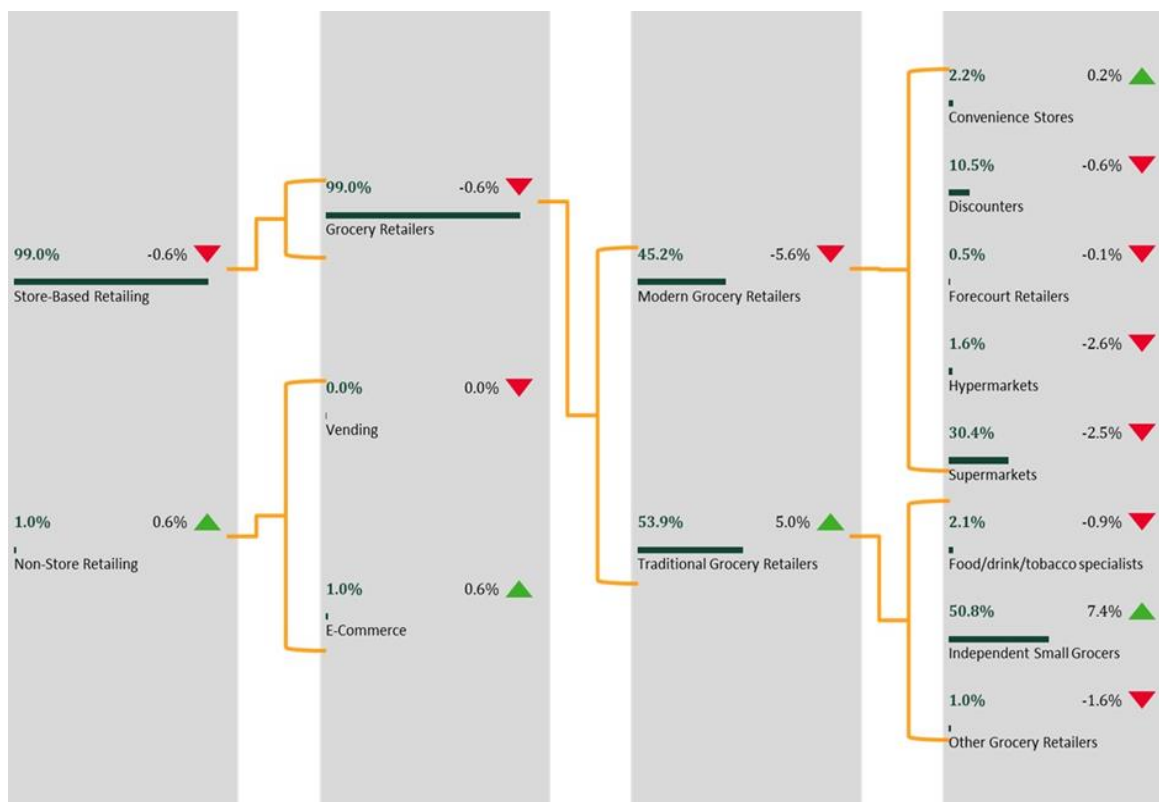 99.0% -0.6%
Store-Based Retailing
1.0% 0.6%
Non-Store Retailing
99.0% -0.6%
Grocery Retailers
0.0% 0.0%
Vending
1.0% 0.6%
E-Commerce
45.2% -5.6%
Modern Grocery Retailers
53.9% 5.0%
Traditional Grocery Retailers
2.2% 0.2%
Convenience Stores
10.5% -0.6%
Discounters
0.5% -0.1%
Forecourt Retailers
1.6% -2.6%
Hypermarkets
30.4% -2.5%
Supermarkets
2.1% -0.9%
Food/drink/tobacco specialists
50.8% 7.4%
Independent Small Grocers
1.0% -1.6%
Other Grocery Retailers